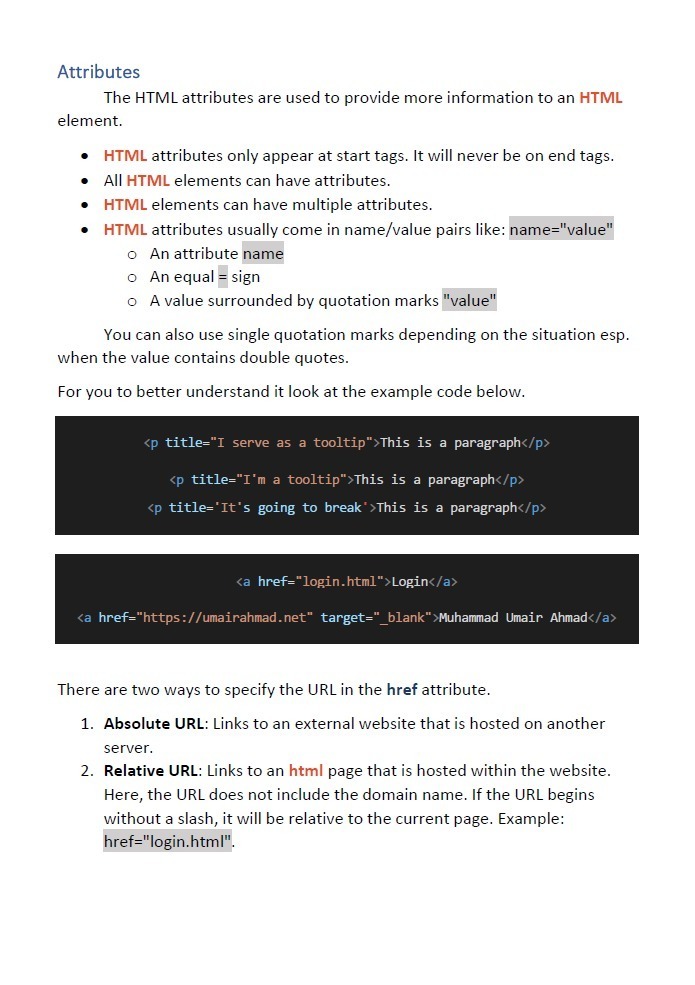 Attributes
The HTML attributes are used to provide more information to an HTML
element.
• HTML attributes only appear at start tags. It will never be on end tags.
• All HTML elements can have attributes.
• HTML elements can have multiple attributes.
• HTML attributes usually come in name/value pairs like: name="value"
o An attribute name
o An equal = sign
o A value surrounded by quotation marks "value"
You can also use single quotation marks depending on the situation esp.
when the value contains double quotes.
For you to better understand it look at the example code below.
<p title="I serve as a tooltip">This is a paragraph</p>
<p title="I'm a tooltip">This is a paragraph</p>
<p title='It's going to break'>This is a paragraph</p>
<a href="login.html">Login</a>
<a href="https://umairahmad.net" target="_blank">Muhammad Umair Ahmad</a>
There are two ways to specify the URL in the href attribute.
1. Absolute URL: Links to an external website that is hosted on another
server.
2. Relative URL: Links to an html page that is hosted within the website.
Here, the URL does not include the domain name. If the URL begins
without a slash, it will be relative to the current page. Example:
href="login.html".